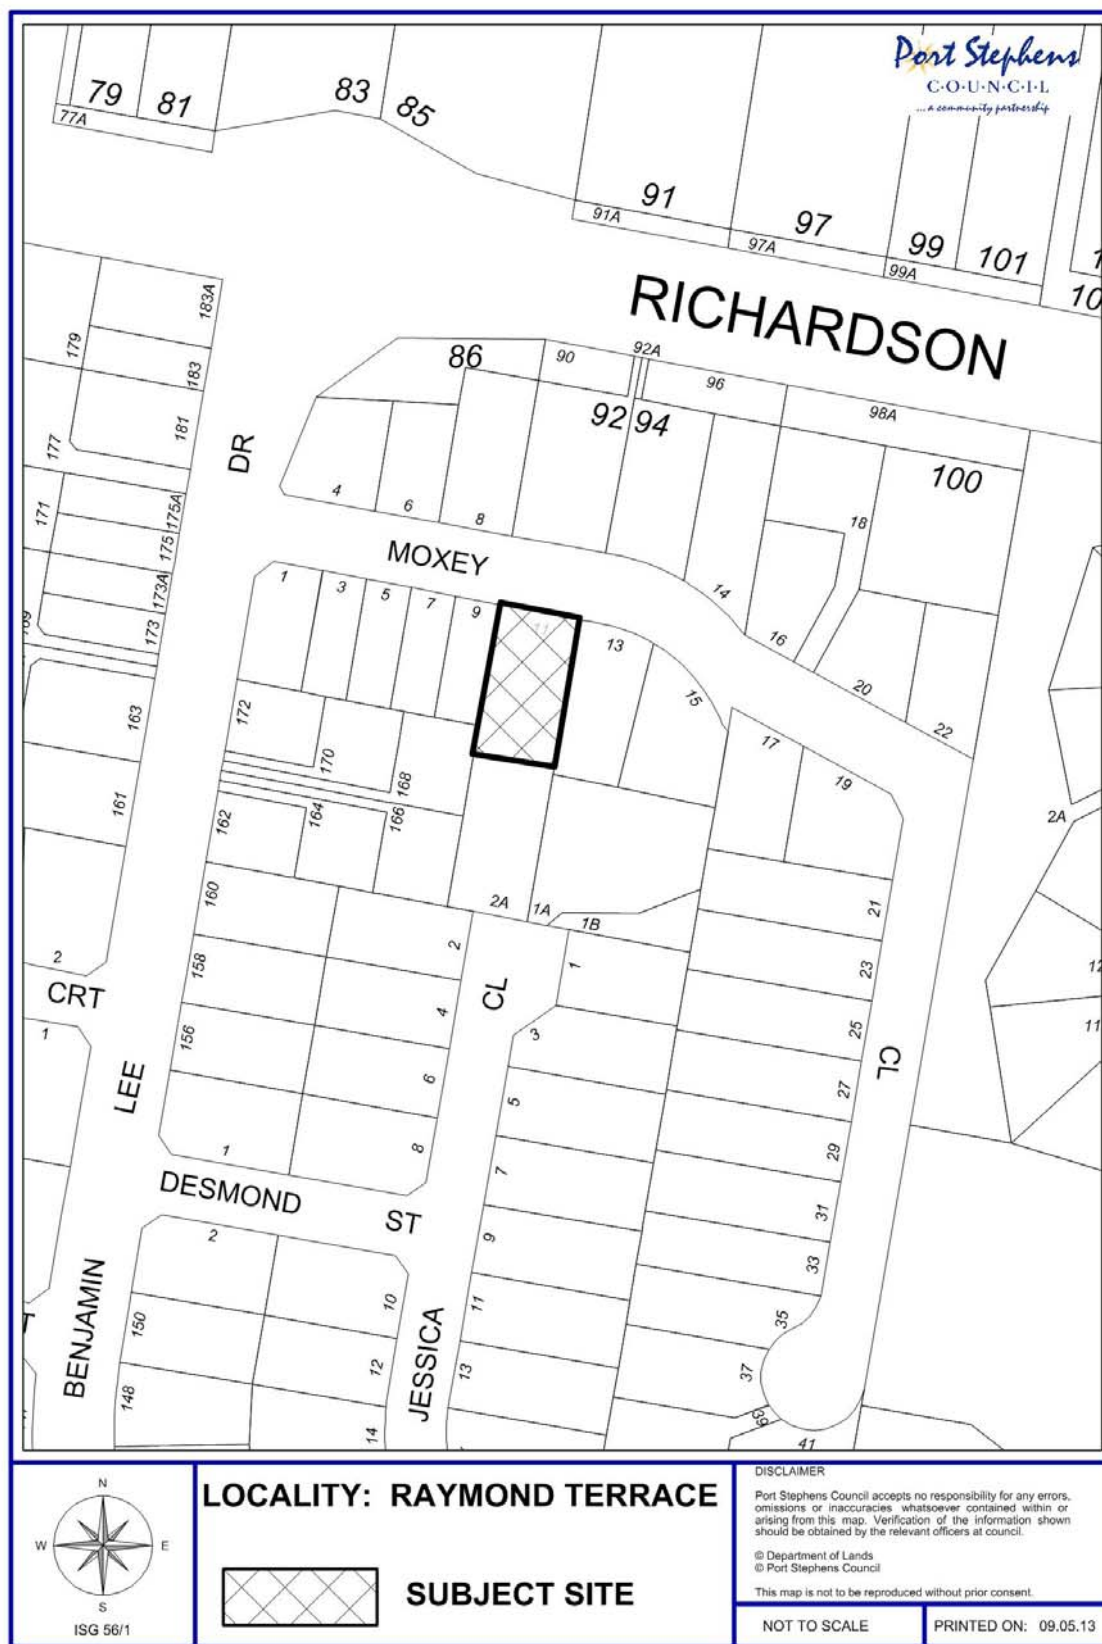 Port Stephens
C·O·U·N·C·I·L
... a community partnership
79
81
83
85
77A
91
91A
97
97A
99
99A
101
10
RICHARDSON
183A
179
183
181
177
171
175A
175
173A
173
DR
86
90
92A
96
98A
92
94
100
4
6
8
18
MOXEY
14
16
20
22
1
3
5
7
9
11
13
15
17
19
163
161
172
170
168
166
164
162
160
2A
1A
1B
2A
21
23
25
27
29
31
33
35
37
39
41
CL
2
CRT
1
158
156
2
4
6
8
CL
1
3
5
7
9
11
13
12
11
LEE
1
DESMOND
ST
2
150
148
10
12
14
BENJAMIN
JESSICA
N
W
E
S
ISG 56/1
LOCALITY: RAYMOND TERRACE
SUBJECT SITE
DISCLAIMER
Port Stephens Council accepts no responsibility for any errors,
omissions or inaccuracies whatsoever contained within or
arising from this map. Verification of the information shown
should be obtained by the relevant officers at council.
© Department of Lands
© Port Stephens Council
This map is not to be reproduced without prior consent.
NOT TO SCALE
PRINTED ON: 09.05.13